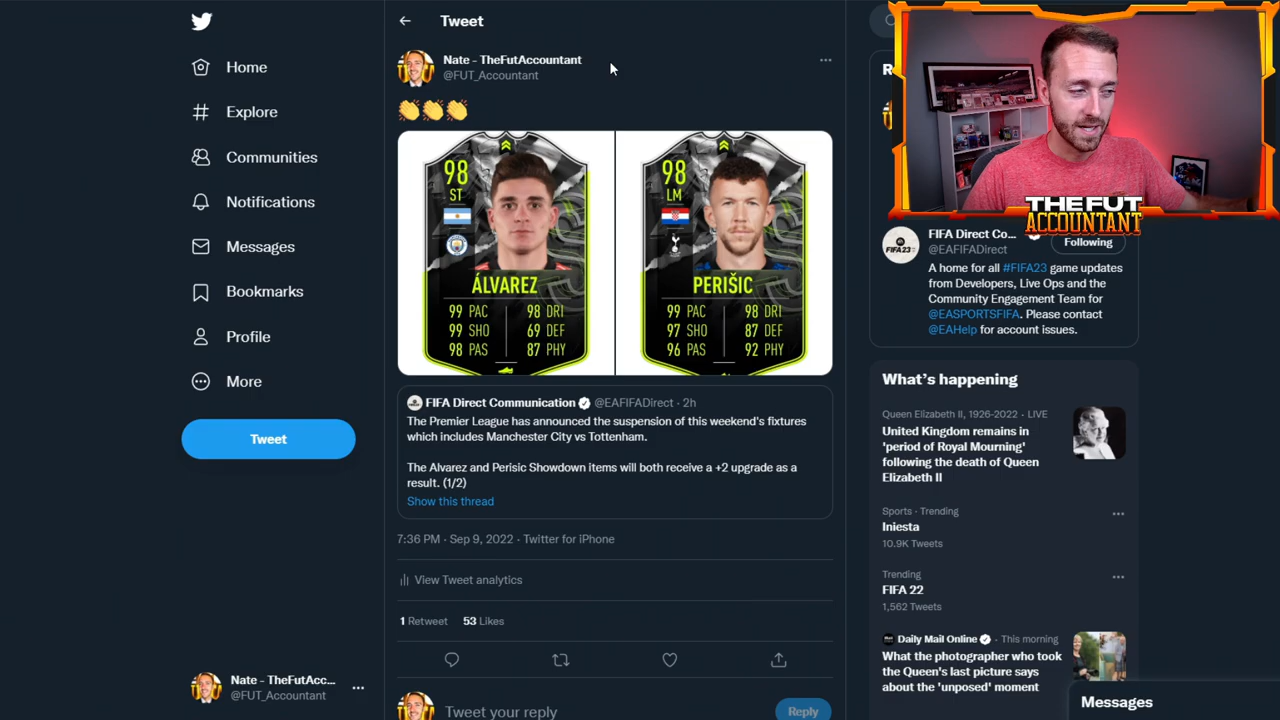 Home
Explore
Communities
Notifications
Messages
Bookmarks
Profile
More
Tweet
Nate - TheFutAcc...
@FUT_Accountant
Tweet
Nate - TheFutAccountant
@FUT_Accountant
👏👏👏
98
ST
ÁLVAREZ
99 PAC 98 DRI
99 SHO 69 DEF
98 PAS 87 PHY
98
LM
PERIŠIĆ
99 PAC 98 DRI
97 SHO 87 DEF
96 PAS 92 PHY
FIFA Direct Communication @EAFIFADirect · 2h
The Premier League has announced the suspension of this weekend's fixtures
which includes Manchester City vs Tottenham.
The Alvarez and Perisic Showdown items will both receive a +2 upgrade as a
result. (1/2)
Show this thread
7:36 PM · Sep 9, 2022 · Twitter for iPhone
View Tweet analytics
1 Retweet 53 Likes
Tweet your reply
Reply
R
THE FUT
ACCOUNTANT
FIFA 23
FIFA Direct Co...
@EAFIFADirect
Following
A home for all #FIFA23 game updates
from Developers, Live Ops and the
Community Engagement Team for
@EASPORTSFIFA. Please contact
@EAHelp for account issues.
What's happening
Queen Elizabeth II, 1926-2022 · LIVE
United Kingdom remains in
'period of Royal Mourning'
following the death of Queen
Elizabeth II
Sports · Trending
Iniesta
10.9K Tweets
Trending
FIFA 22
1,562 Tweets
Daily Mail Online · This morning
What the photographer who took
the Queen's last picture says
about the 'unposed' moment
Messages